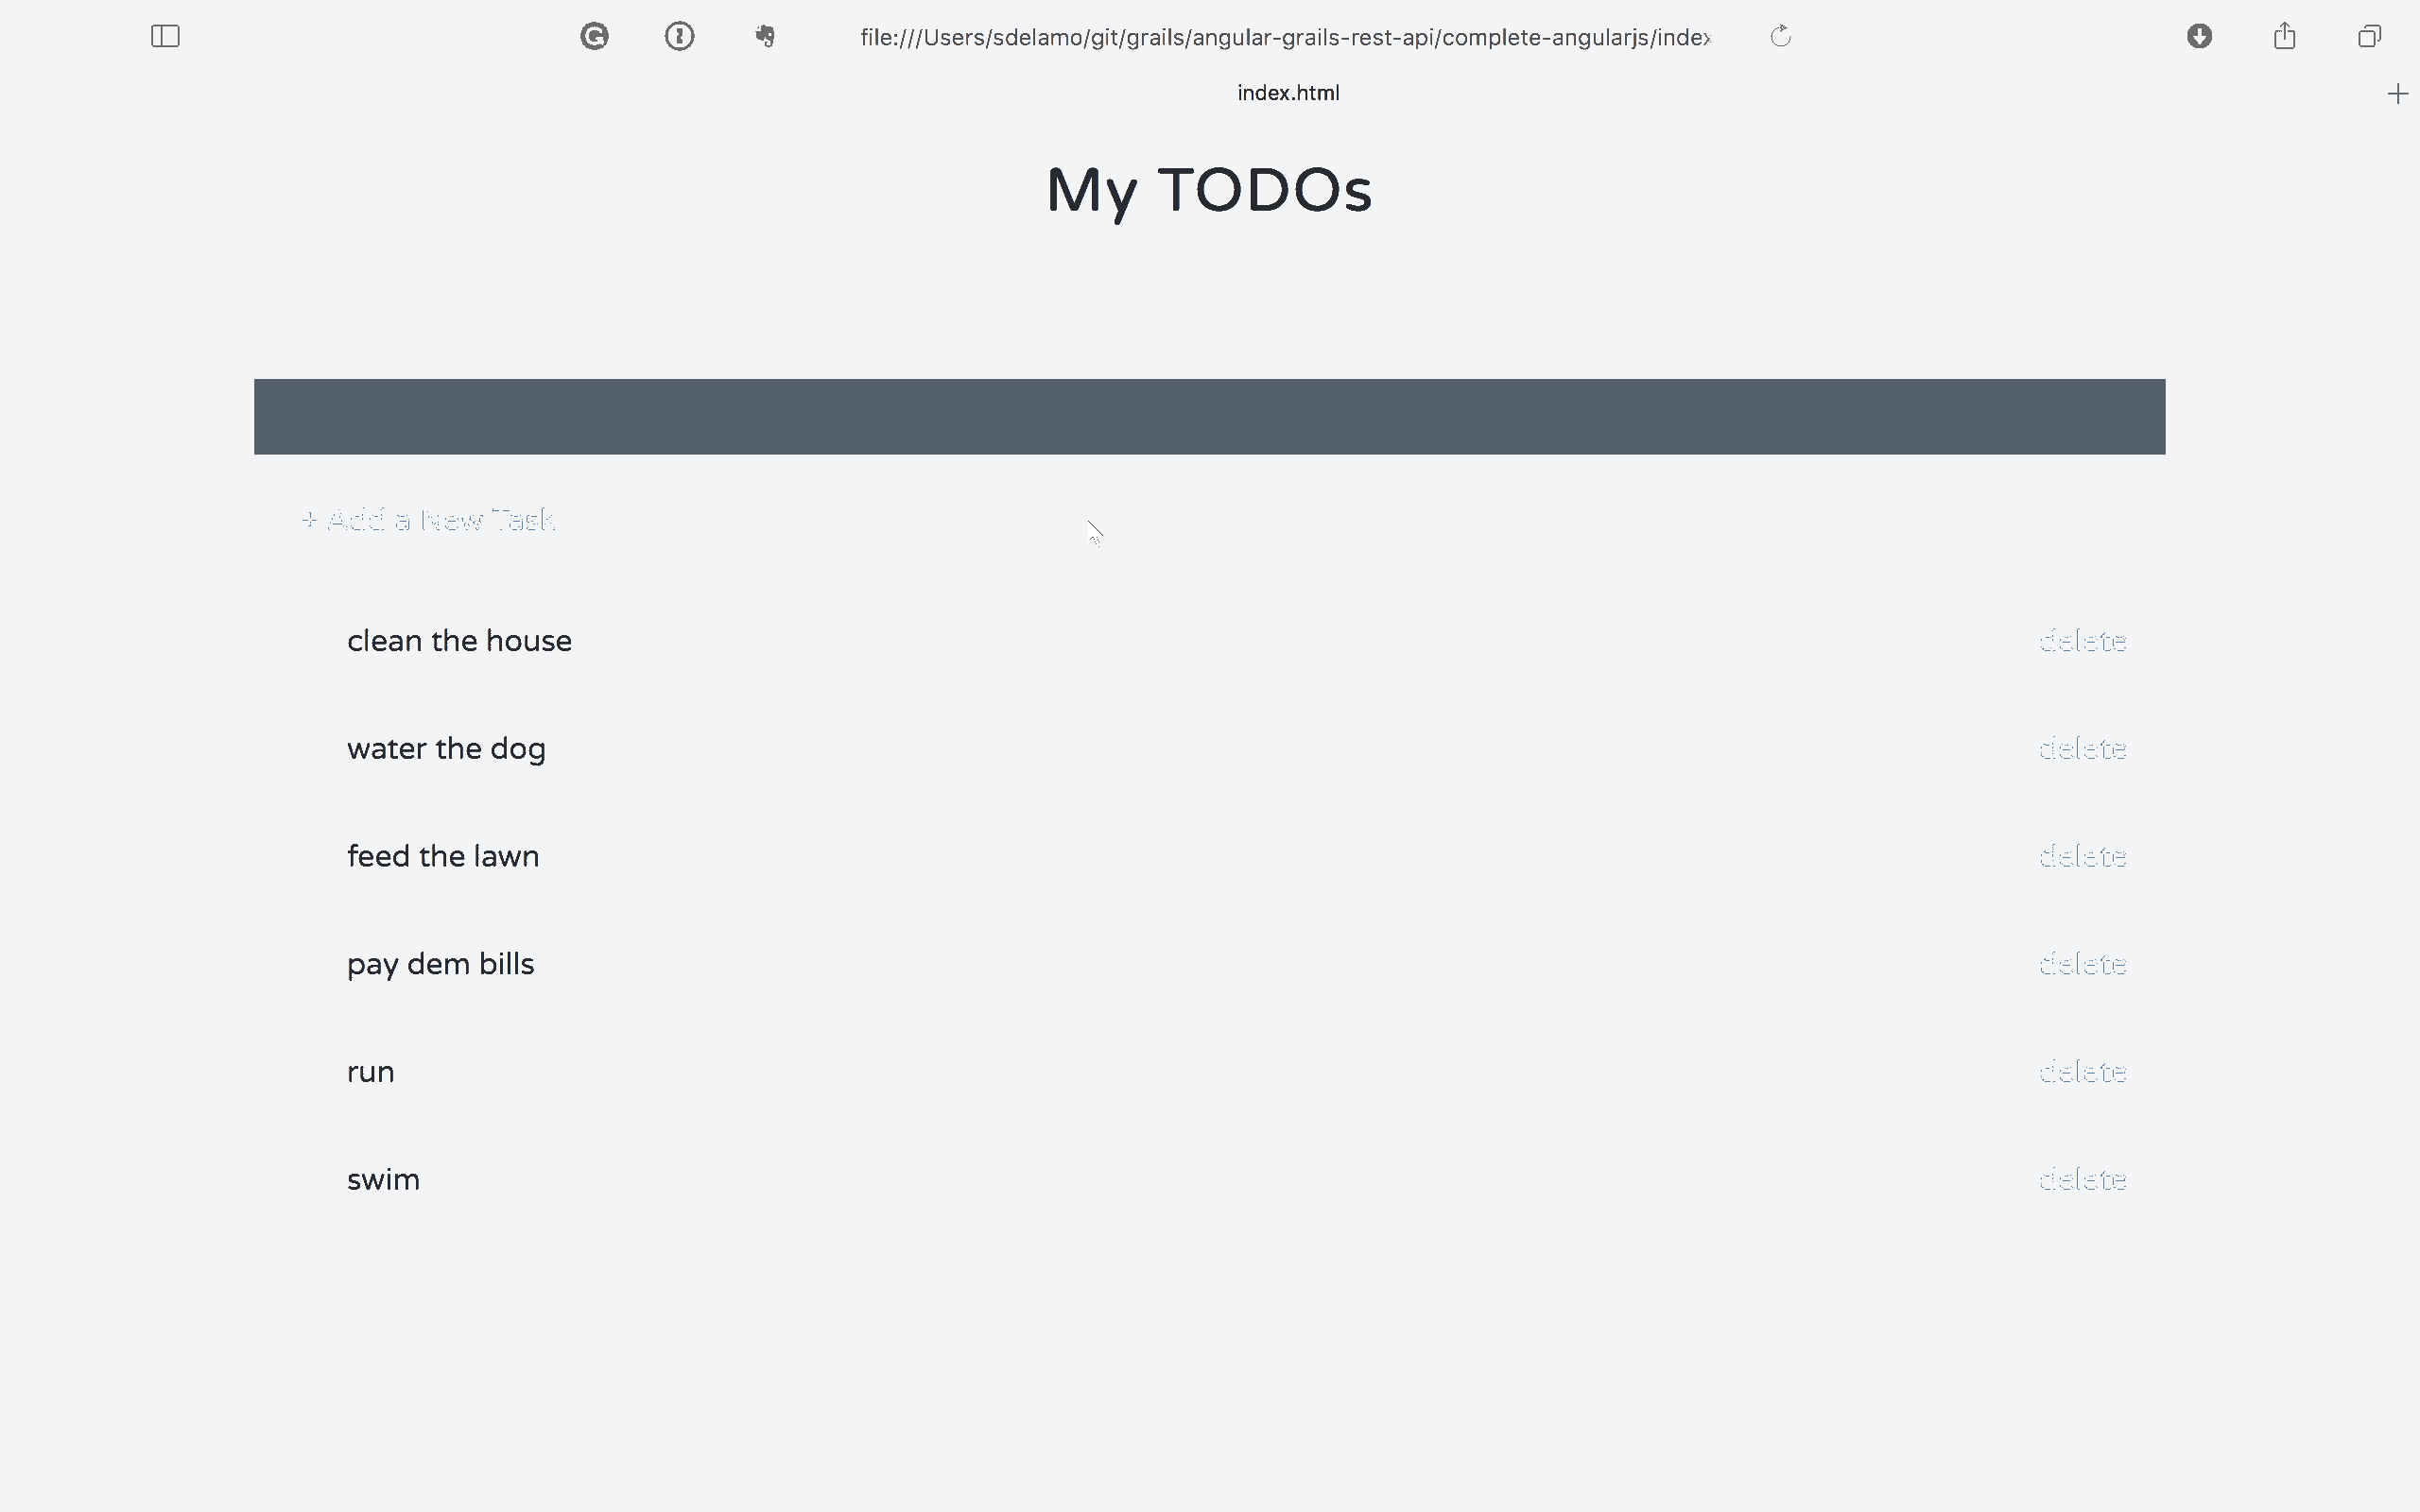 file:///Users/sdelamo/git/grails/angular-grails-rest-api/complete-angularjs/index
index.html
My TODOs
+ Add a New Task
clean the house delete
water the dog delete
feed the lawn delete
pay dem bills delete
run delete
swim delete